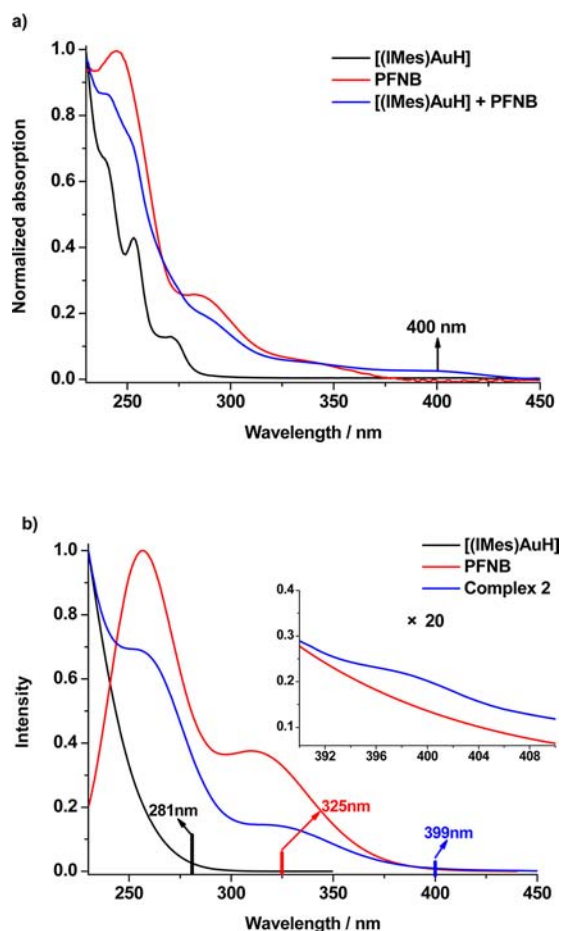 a)
[(IMes)AuH]
PFNB
[(IMes)AuH] + PFNB
Normalized absorption
1.0
0.8
0.6
0.4
0.2
0.0
400 nm
250 300 350 400 450
Wavelength / nm
b)
[(IMes)AuH]
PFNB
Complex 2
Intensity
1.0
0.8
0.6
0.4
0.2
0.0
× 20
0.4
0.3
0.2
0.1
392 396 400 404 408
281nm
325nm
399nm
250 300 350 400 450
Wavelength / nm